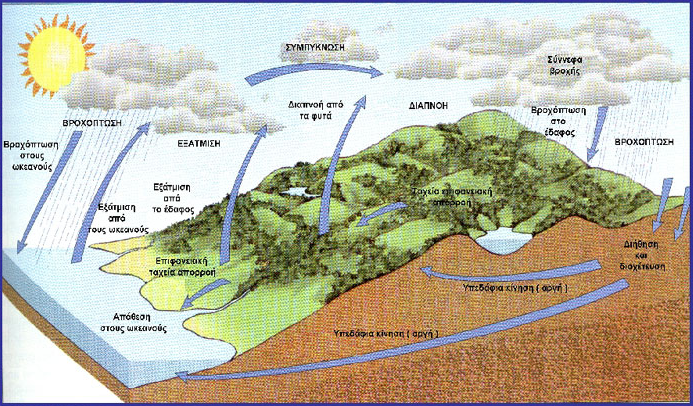 ΣΥΜΠΥΚΝΩΣΗ
Σύννεφα
βροχής
Διαπνοή από
τα φυτά
ΔΙΑΠΝΟΗ
Βροχόπτωση
στο
έδαφος
ΒΡΟΧΟΠΤΩΣΗ
ΒΡΟΧΟΠΤΩΣΗ
Βροχόπτωση
στους
ωκεανούς
ΕΞΑΤΜΙΣΗ
Εξάτμιση
από
το έδαφος
Εξάτμιση
από
τους ωκεανούς
Ταχεία επιφανειακή
απορροή
Διήθηση
και
διοχέτευση
Επιφανειακή
ταχεία απορροή
Υπεδάφια κίνηση ( αργή )
Απόθεση
στους ωκεανούς
Υπεδάφια κίνηση ( αργή )